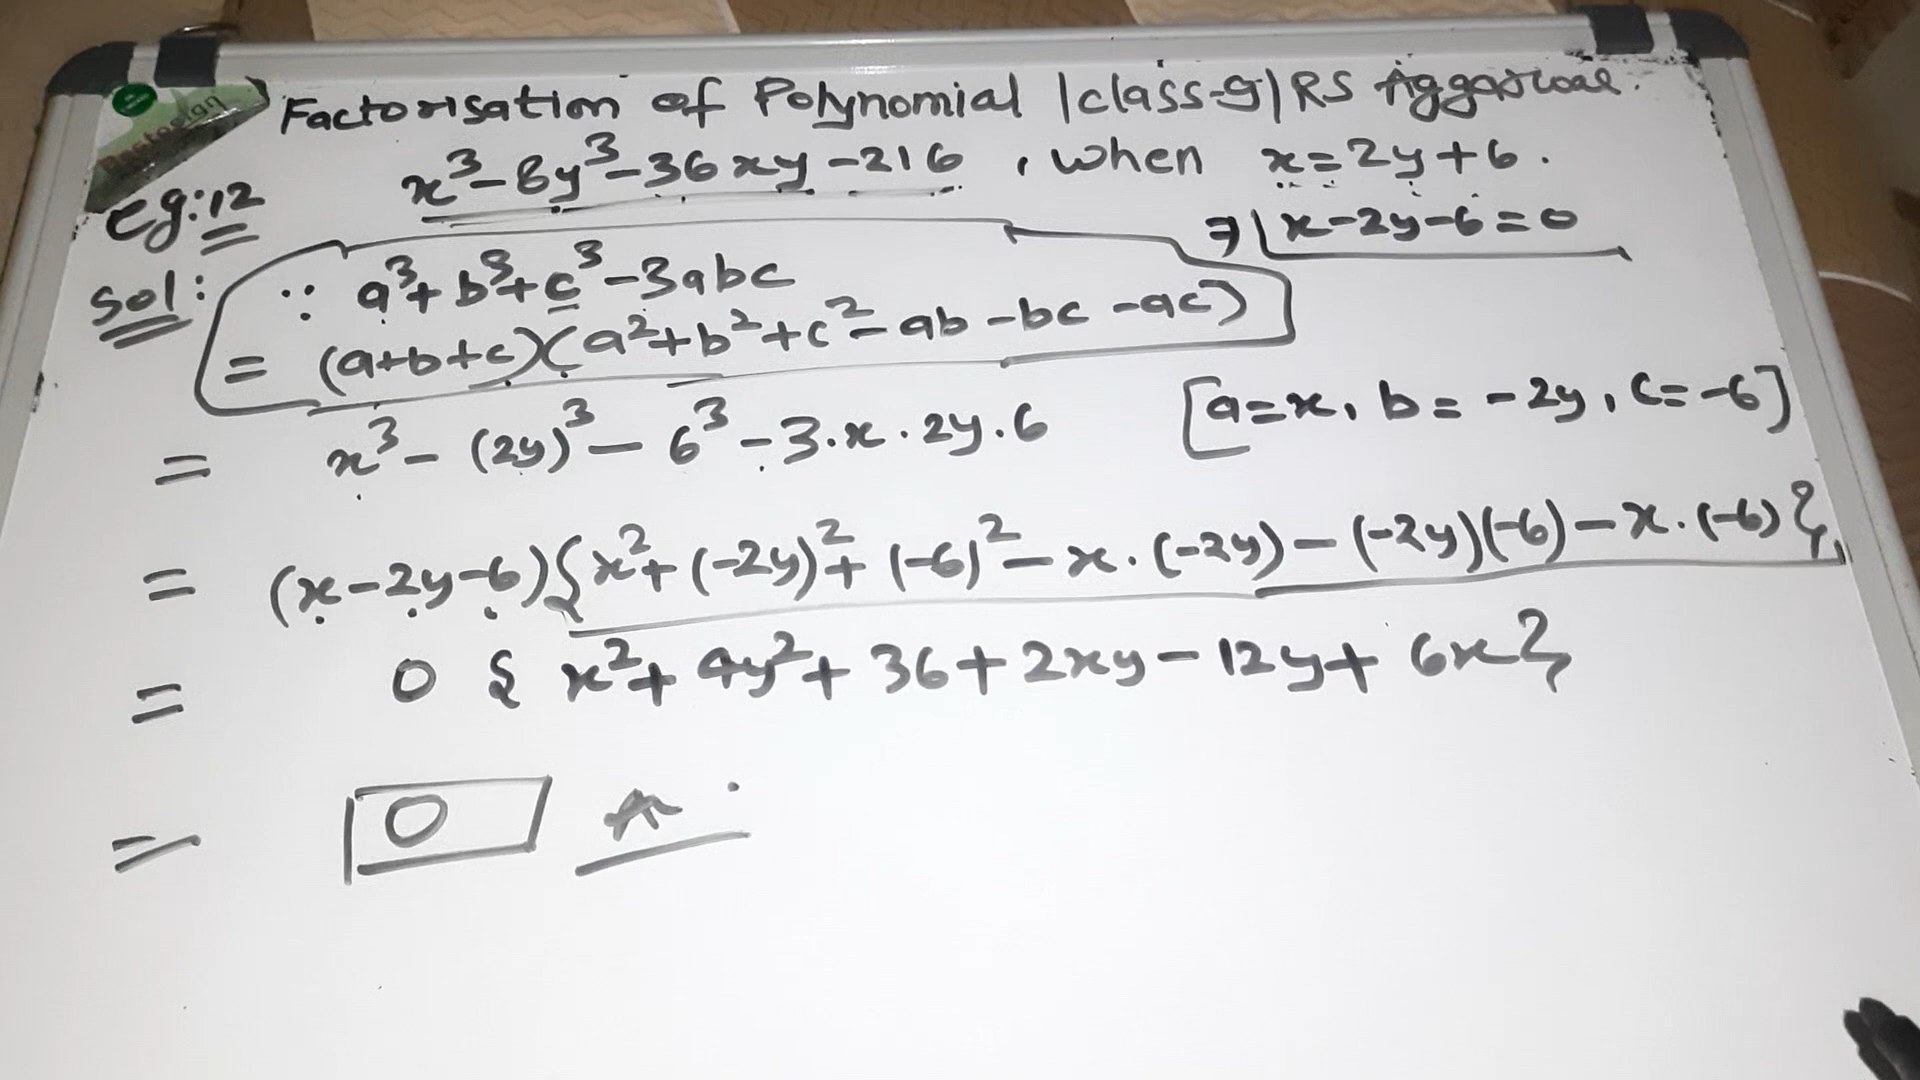 Factorisation of Polynomial |class-9| RS Aggarwal.
eg:12 x³-8y³-36xy-216, when x=2y+6.
⇒ x-2y-6=0
Sol: ∵ a³+b³+c³-3abc
= (a+b+c)(a²+b²+c²-ab-bc-ac)
= x³-(2y)³-6³-3.x.2y.6 [a=x, b=-2y, c=-6]
= (x-2y-6){x²+(-2y)²+(-6)²-x.(-2y)-(-2y)(-6)-x.(-6)}
= 0 {x²+4y²+36+2xy-12y+6x}
= 0